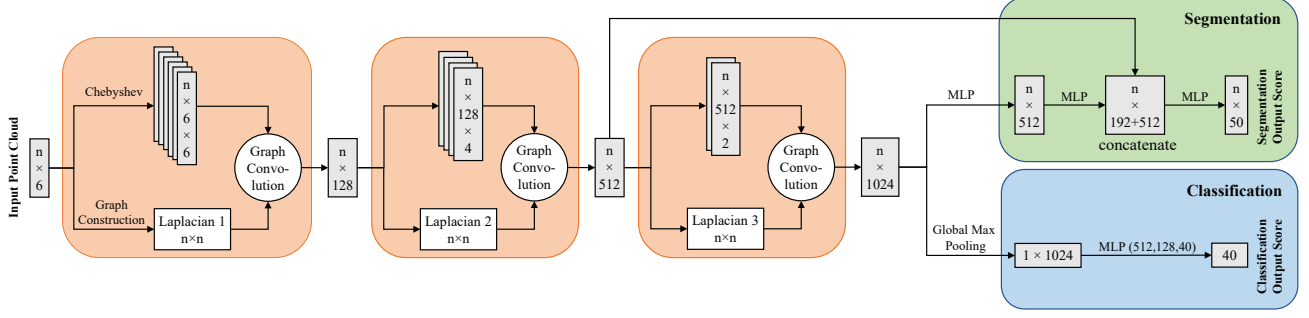 Input Point Cloud
n
×
6
Chebyshev
n
×
6
×
6
Graph
Construction
Laplacian 1
n×n
Graph
Convo-
lution
n
×
128
n
×
128
×
4
Laplacian 2
n×n
Graph
Convo-
lution
n
×
512
n
×
512
×
2
Laplacian 3
n×n
Graph
Convo-
lution
n
×
1024
Segmentation
MLP
n
×
512
MLP
n
×
192+512
concatenate
MLP
n
×
50
Segmentation
Output Score
Classification
Global Max
Pooling
1 × 1024
MLP (512,128,40)
40
Classification
Output Score